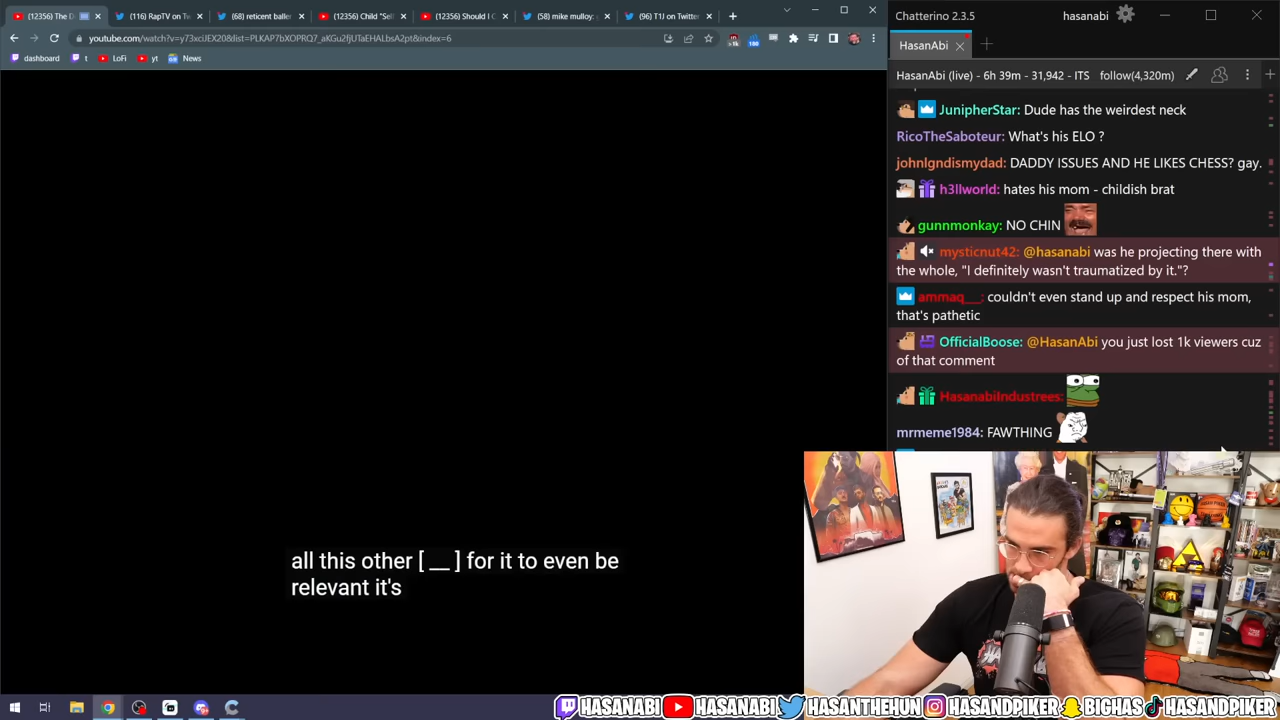 (12356) The D
(116) RapTV on Tw
(68) reticent baller
(12356) Child "Sel
(12356) Should I C
(58) mike mulloy:
(96) T1J on Twitter
youtube.com/watch?v=y73xciJEX20&list=PLKAP7bXOPRQ7_aKGu2fjUTaEHALbsA2pt&index=6
dashboard
t
LoFi
yt
News
Chatterino 2.3.5
hasanabi
HasanAbi
HasanAbi (live) - 6h 39m - 31,942 - ITS
follow(4,320m)
JunipherStar: Dude has the weirdest neck
RicoTheSaboteur: What's his ELO ?
johnlgndismydad: DADDY ISSUES AND HE LIKES CHESS? gay.
h3llworld: hates his mom - childish brat
gunnmonkay: NO CHIN
mysticnut42: @hasanabi was he projecting there with
the whole, "I definitely wasn't traumatized by it."?
ammaq__: couldn't even stand up and respect his mom,
that's pathetic
OfficialBoose: @HasanAbi you just lost 1k viewers cuz
of that comment
HasanabiIndustrees:
mrmeme1984: FAWTHING
all this other [ __ ] for it to even be
relevant it's
HASANABI
HASANABI
HASANTHEHUN
HASANDPIKER
BIGHAS
HASANDPIKER